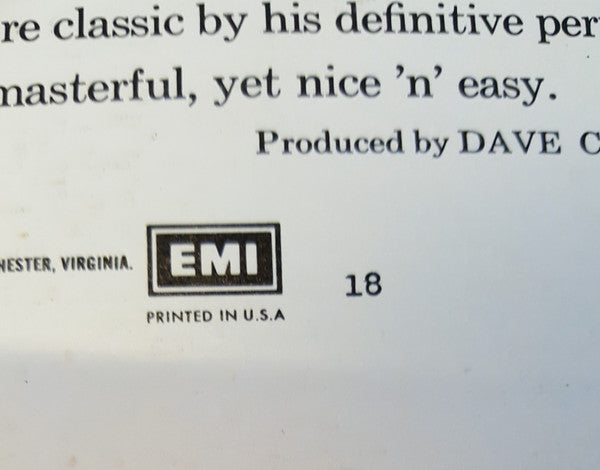 re classic by his definitive per
masterful, yet nice 'n' easy.
Produced by DAVE C
HESTER, VIRGINIA.
EMI
18
PRINTED IN U.S.A